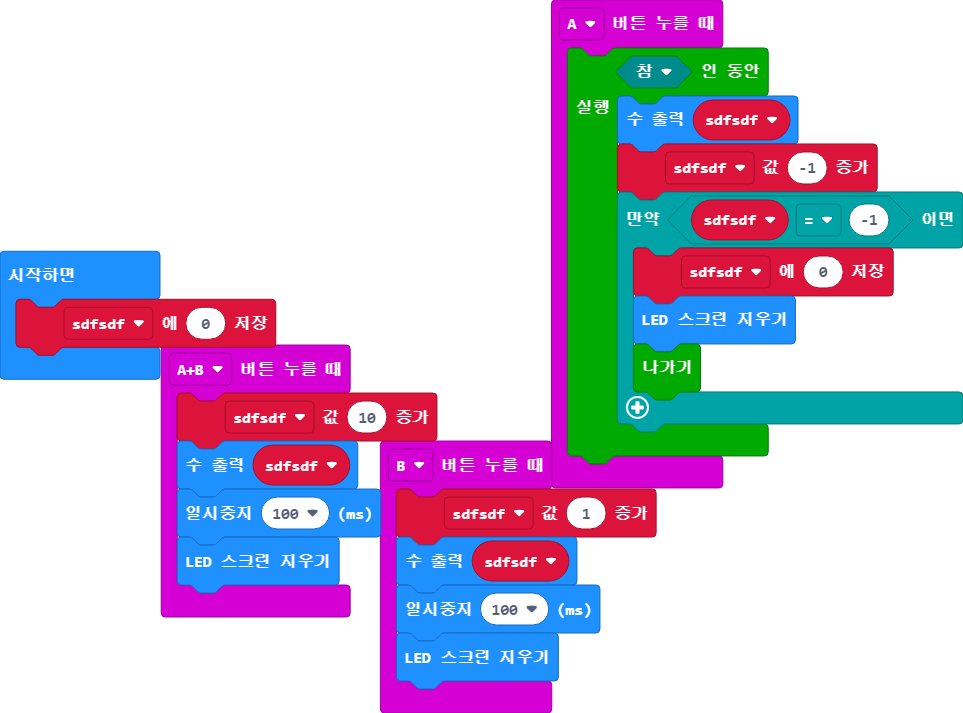 시작하면
sdfsdf 에 0 저장
A+B 버튼 누를 때
sdfsdf 값 10 증가
수 출력 sdfsdf
일시중지 100 (ms)
LED 스크린 지우기
B 버튼 누를 때
sdfsdf 값 1 증가
수 출력 sdfsdf
일시중지 100 (ms)
LED 스크린 지우기
A 버튼 누를 때
참 인 동안
실행
수 출력 sdfsdf
sdfsdf 값 -1 증가
만약 sdfsdf = -1 이면
sdfsdf 에 0 저장
LED 스크린 지우기
나가기